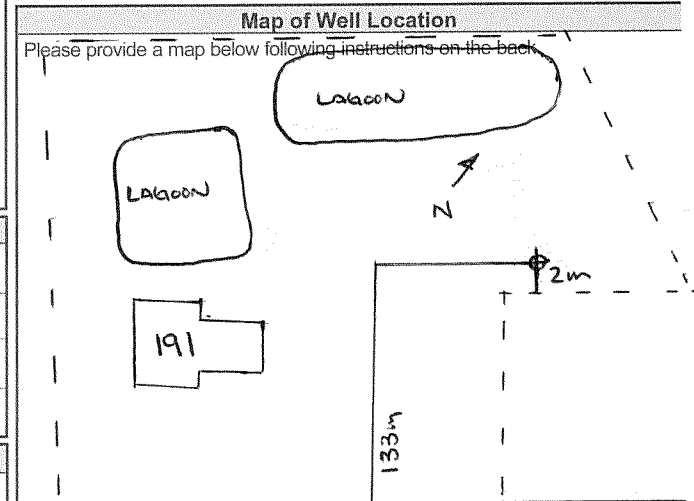 Map of Well Location
Please provide a map below following instructions on the back.
LAGOON
LAGOON
N
2m
191
133m